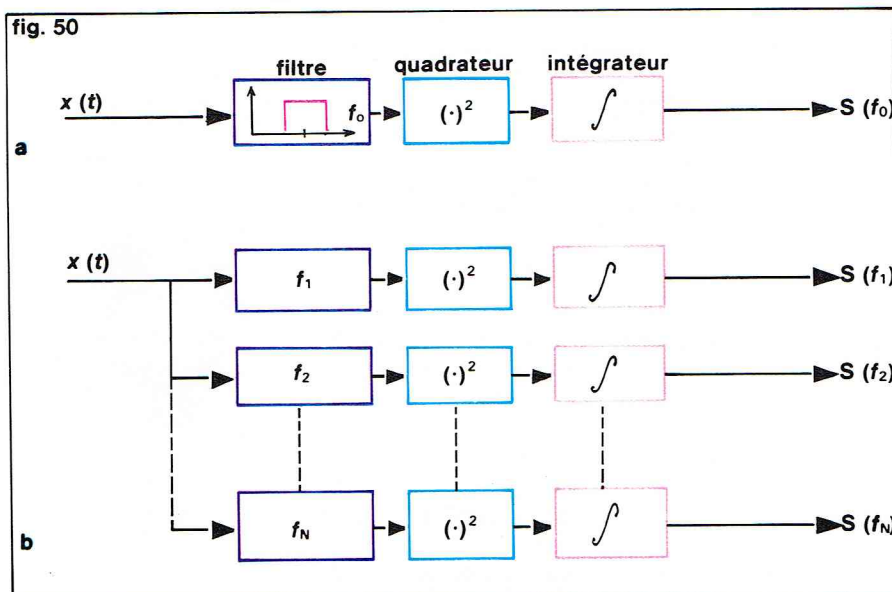 fig. 50
filtre quadrateur intégrateur
x (t) f₀ (·)² ∫ S (f₀)
a
x (t) f₁ (·)² ∫ S (f₁)
f₂ (·)² ∫ S (f₂)
f_N (·)² ∫ S (f_N)
b